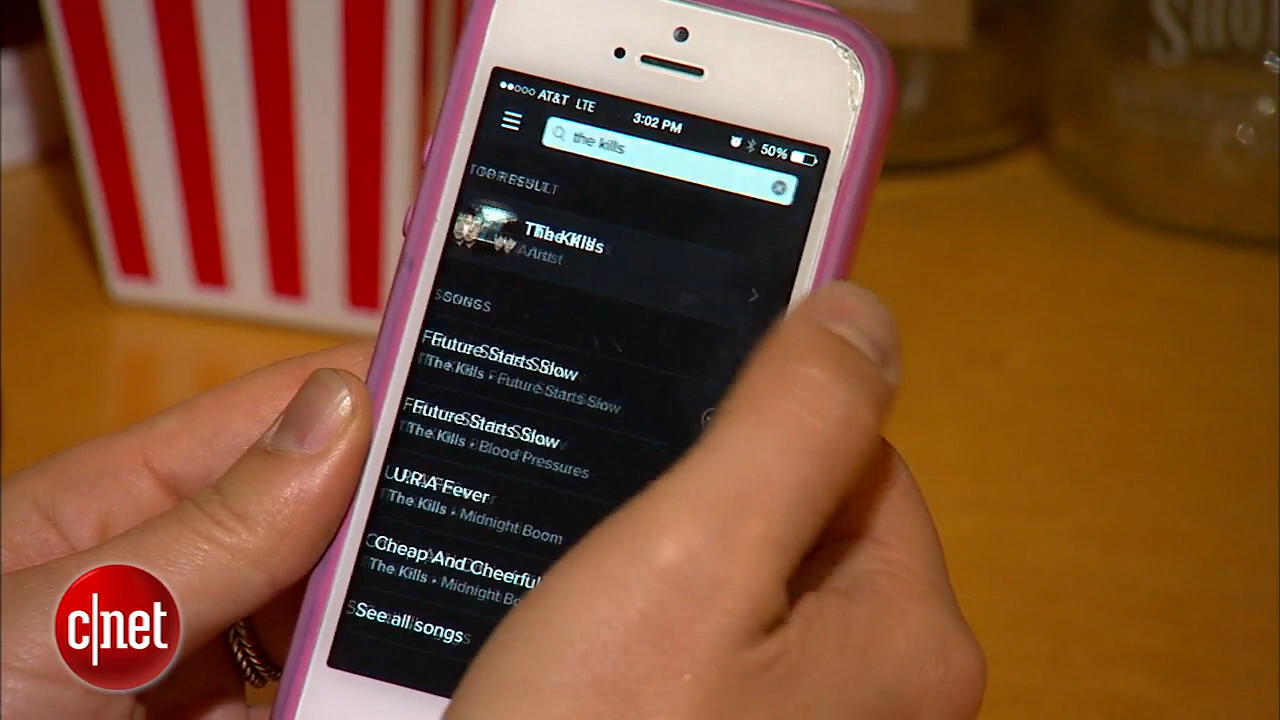 AT&T LTE 3:02 PM 50%
the kills
TOP RESULT
The Kills
Artist
SONGS
Future Starts Slow
The Kills • Future Starts Slow
Future Starts Slow
The Kills • Blood Pressures
U.R.A Fever
The Kills • Midnight Boom
Cheap And Cheerful
The Kills • Midnight
See all songs
c|net